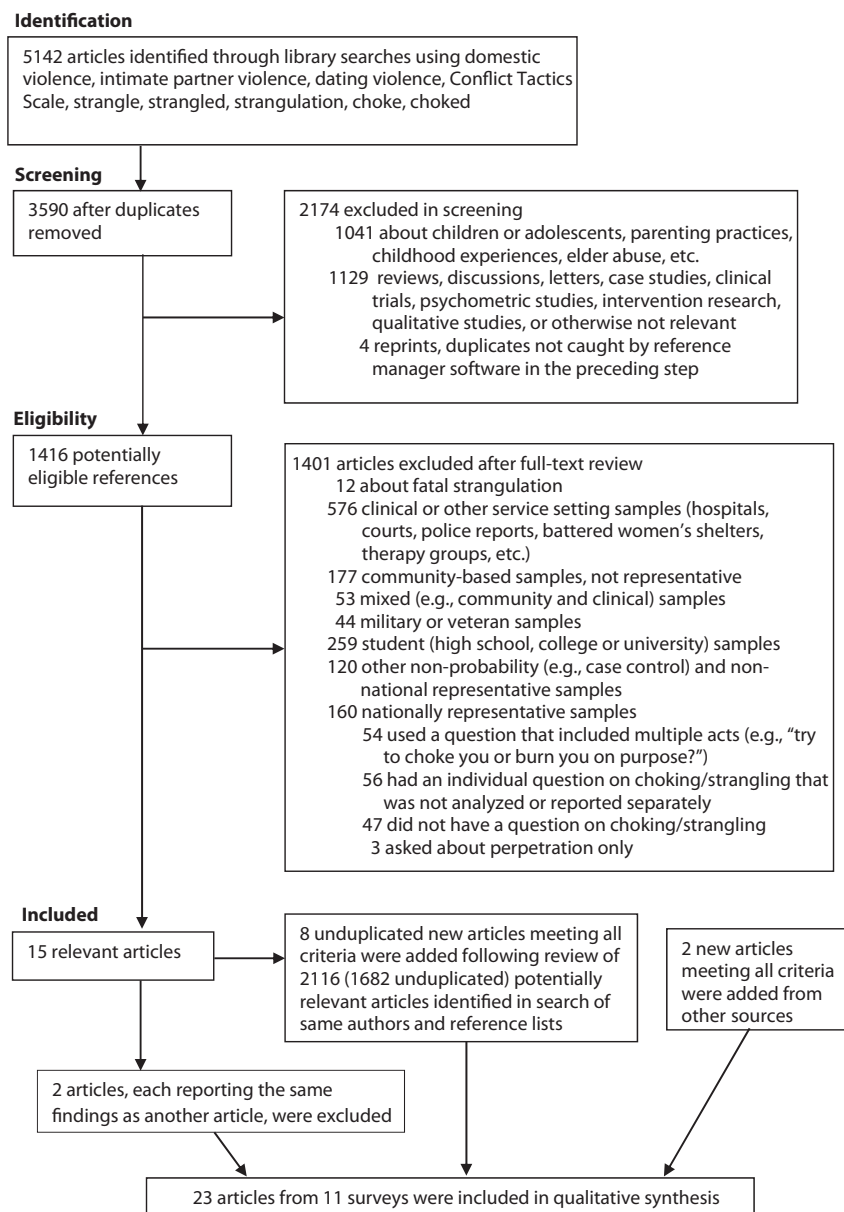 Identification
5142 articles identified through library searches using domestic
violence, intimate partner violence, dating violence, Conflict Tactics
Scale, strangle, strangled, strangulation, choke, choked
Screening
3590 after duplicates
removed
2174 excluded in screening
1041 about children or adolescents, parenting practices,
childhood experiences, elder abuse, etc.
1129 reviews, discussions, letters, case studies, clinical
trials, psychometric studies, intervention research,
qualitative studies, or otherwise not relevant
4 reprints, duplicates not caught by reference
manager software in the preceding step
Eligibility
1416 potentially
eligible references
1401 articles excluded after full-text review
12 about fatal strangulation
576 clinical or other service setting samples (hospitals,
courts, police reports, battered women's shelters,
therapy groups, etc.)
177 community-based samples, not representative
53 mixed (e.g., community and clinical) samples
44 military or veteran samples
259 student (high school, college or university) samples
120 other non-probability (e.g., case control) and non-
national representative samples
160 nationally representative samples
54 used a question that included multiple acts (e.g., “try
to choke you or burn you on purpose?”)
56 had an individual question on choking/strangling that
was not analyzed or reported separately
47 did not have a question on choking/strangling
3 asked about perpetration only
Included
15 relevant articles
8 unduplicated new articles meeting all
criteria were added following review of
2116 (1682 unduplicated) potentially
relevant articles identified in search of
same authors and reference lists
2 new articles
meeting all criteria
were added from
other sources
2 articles, each reporting the same
findings as another article, were excluded
23 articles from 11 surveys were included in qualitative synthesis